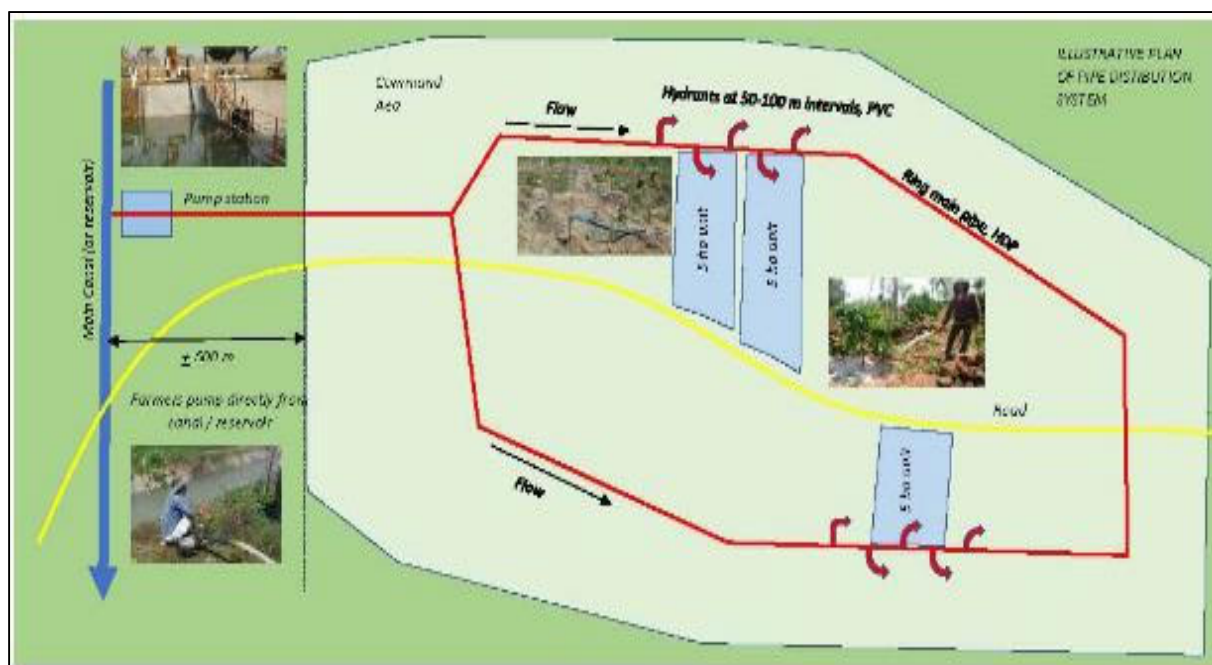 ILLUSTRATIVE PLAN
OF PIPE DISTIBUTION
SYSTEM
Command
Aea
Flow
Hydrants at 50-100 m intervals, PVC
Ring main pipe, HDP
Main Canal (or reservoir)
Pump station
5 ha unit
5 ha unit
± 500 m
Farmers pump directly from
canal / reservoir
Road
5 ha unit
Flow